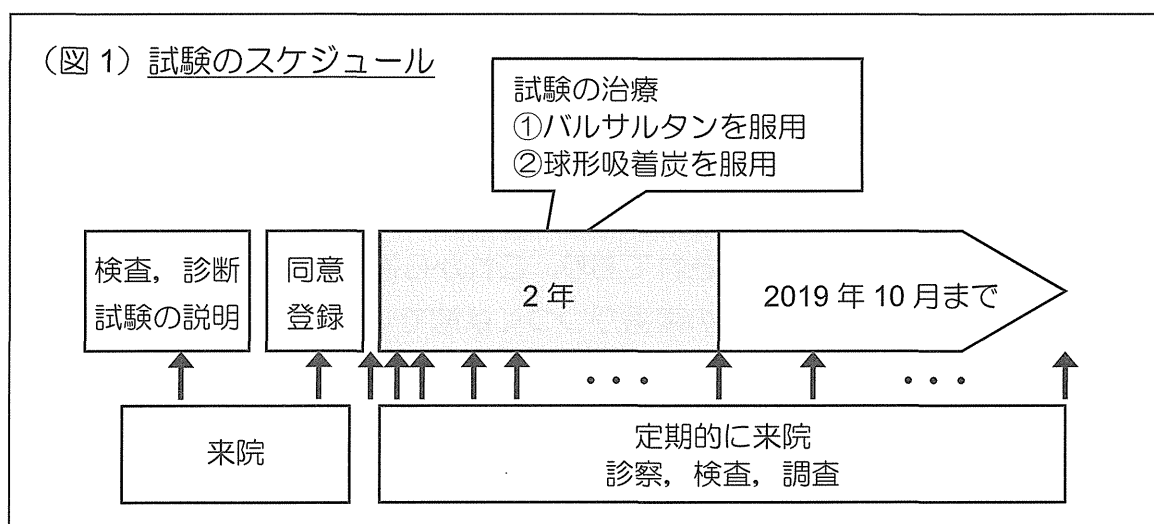 （図 1）試験のスケジュール
試験の治療
①バルサルタンを服用
②球形吸着炭を服用
検査，診断
試験の説明
同意
登録
2 年
2019 年 10 月まで
・・・
・・・
来院
定期的に来院
診察，検査，調査